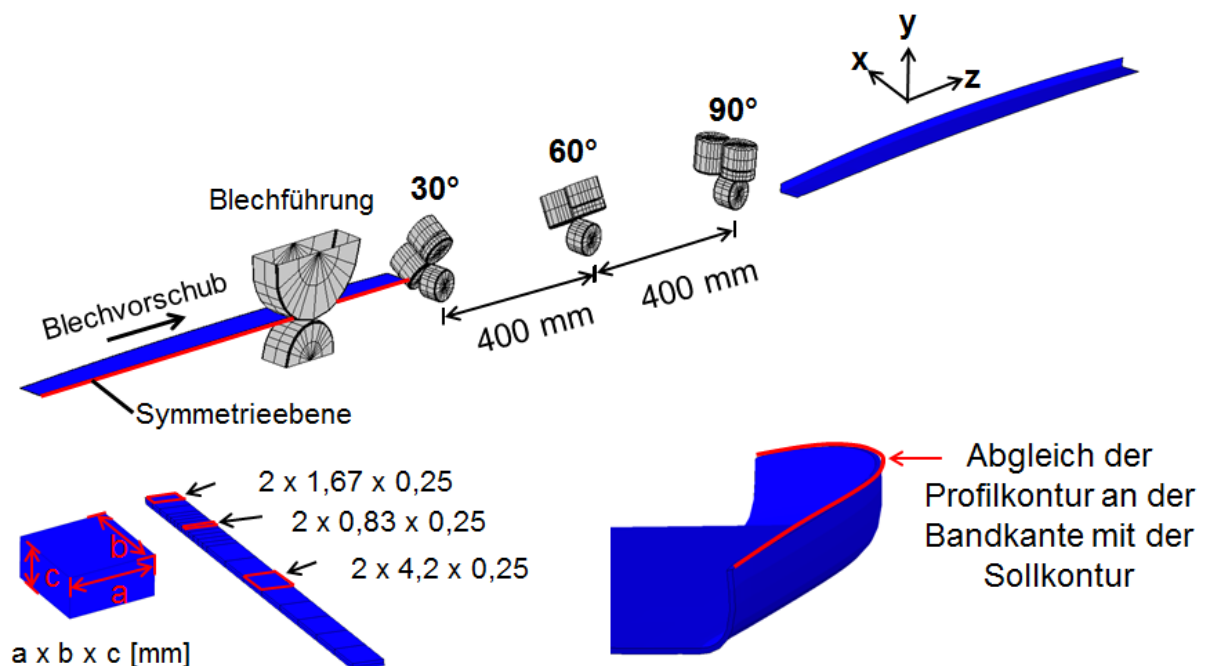 y
x
z
90°
60°
30°
Blechführung
Blechvorschub
400 mm
400 mm
Symmetrieebene
2 x 1,67 x 0,25
2 x 0,83 x 0,25
2 x 4,2 x 0,25
b
c
a
a x b x c [mm]
Abgleich der
Profilkontur an der
Bandkante mit der
Sollkontur